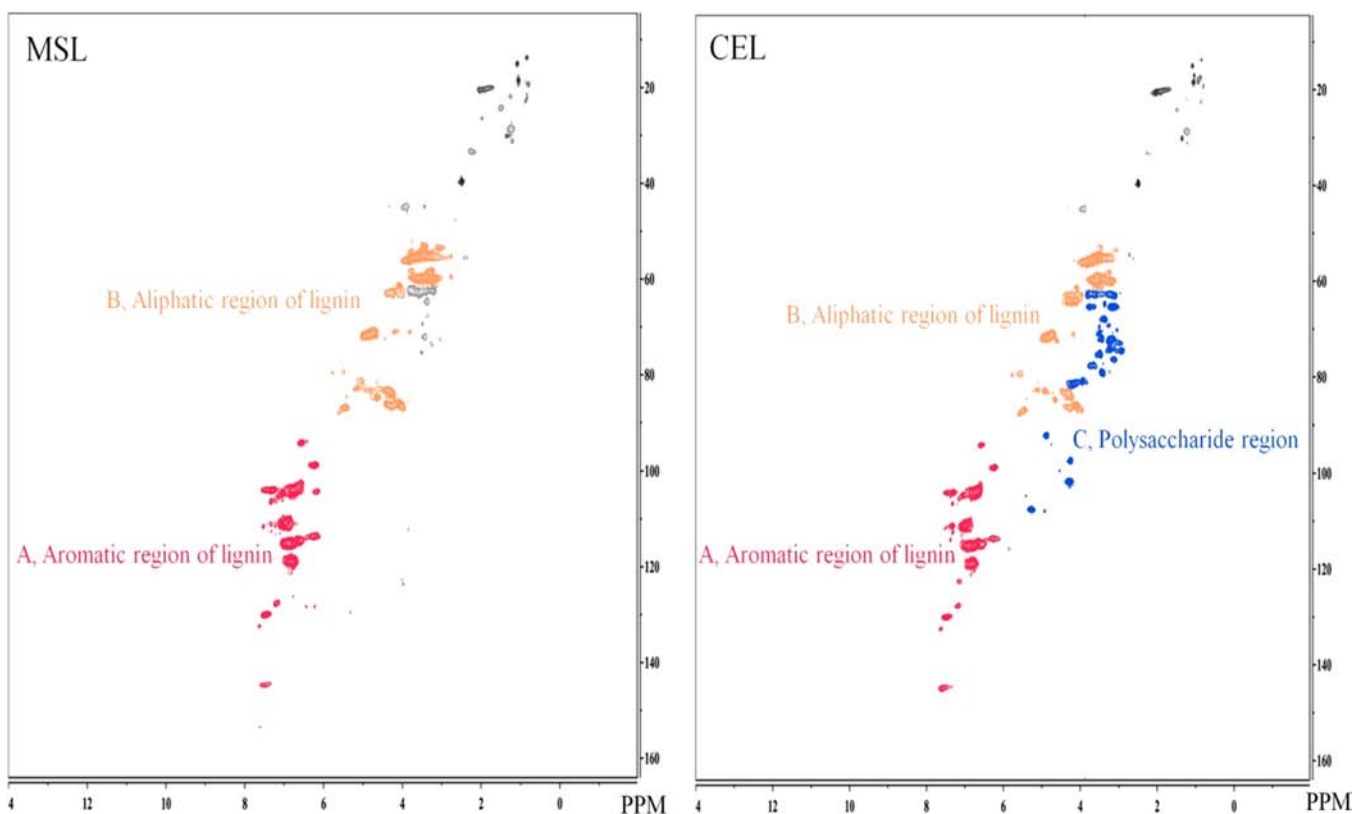 MSL
B, Aliphatic region of lignin
A, Aromatic region of lignin
20
40
60
80
100
120
140
160
4 12 10 8 6 4 2 0 PPM
CEL
B, Aliphatic region of lignin
C, Polysaccharide region
A, Aromatic region of lignin
20
40
60
80
100
120
140
160
4 12 10 8 6 4 2 0 PPM